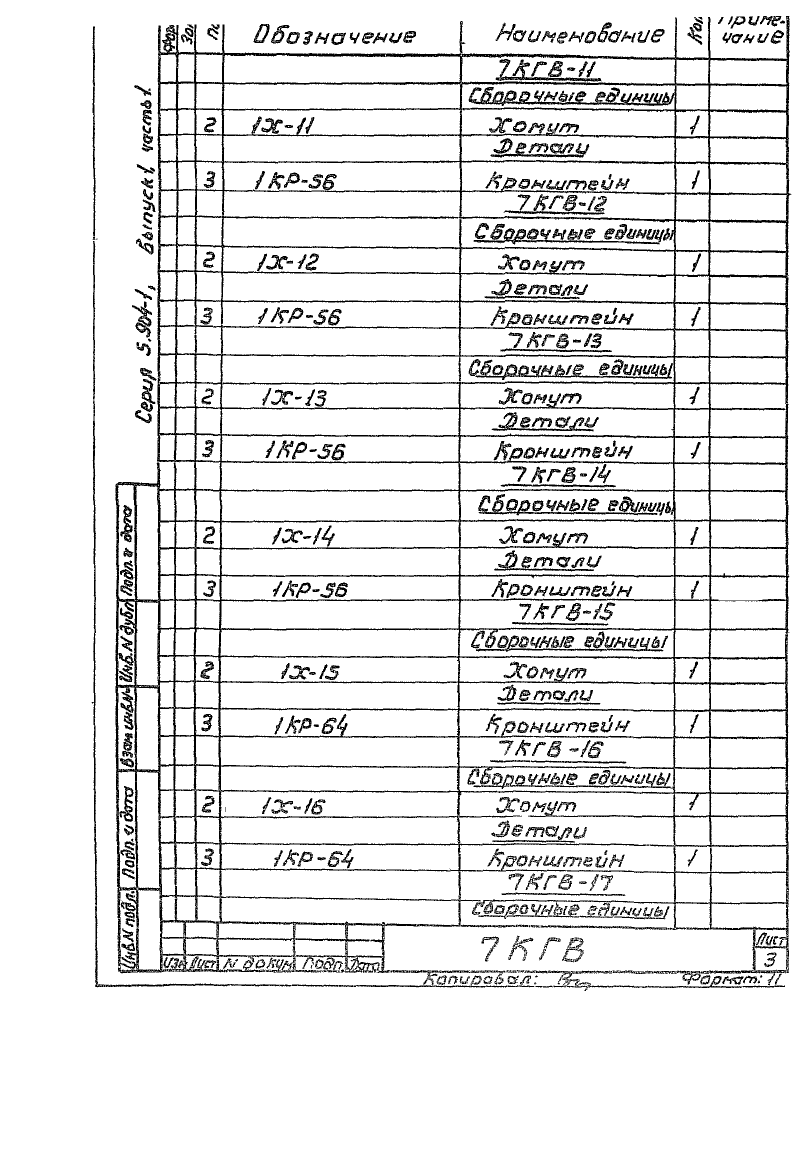 Серия 5.904-1, Выпуск 1, часть 1.
Обозначение Наименование Приме-
чание
7КГВ-11
Сборочные единицы
2 1Х-11 Хомут 1
Детали
3 1КР-56 Кронштейн 1
7КГВ-12
Сборочные единицы
2 1Х-12 Хомут 1
Детали
3 1КР-56 Кронштейн 1
7КГВ-13
Сборочные единицы
2 1Х-13 Хомут 1
Детали
3 1КР-56 Кронштейн 1
7КГВ-14
Сборочные единицы
2 1Х-14 Хомут 1
Детали
3 1КР-56 Кронштейн 1
7КГВ-15
Сборочные единицы
2 1Х-15 Хомут 1
Детали
3 1КР-64 Кронштейн 1
7КГВ-16
Сборочные единицы
2 1Х-16 Хомут 1
Детали
3 1КР-64 Кронштейн 1
7КГВ-17
Сборочные единицы
Инв.N подл. Подп. и дата Взам инв.N Инв.N дубл Подп. и дата
Изм Лист N докум Подп. Дата
7КГВ
Лист
3
Копировал: Формат: 11